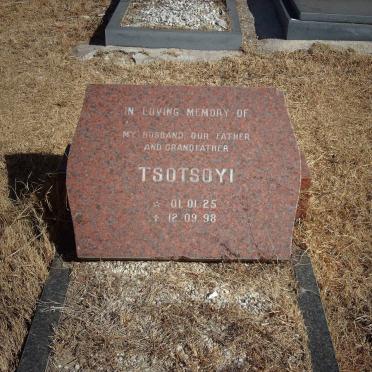 IN LOVING MEMORY OF
MY HUSBAND, OUR FATHER
AND GRANDFATHER
TSOTSOYI
☆ 01.01.25
✝ 12.09.98